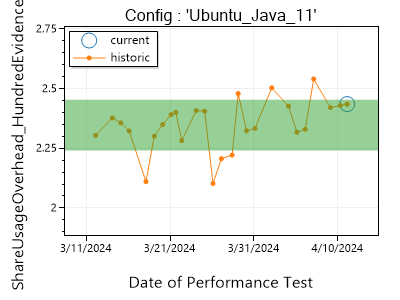 Config : 'Ubuntu_Java_11'
ShareUsageOverhead_HundredEvidence
current
historic
2.75
2.5
2.25
2
3/11/2024
3/21/2024
3/31/2024
4/10/2024
Date of Performance Test